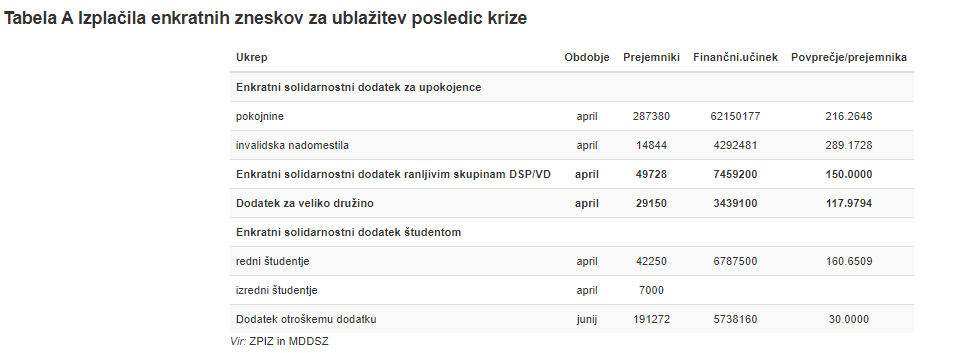 Tabela A Izplačila enkratnih zneskov za ublažitev posledic krize
Ukrep Obdobje Prejemniki Finančni.učinek Povprečje/prejemnika
Enkratni solidarnostni dodatek za upokojence
pokojnine april 287380 62150177 216.2648
invalidska nadomestila april 14844 4292481 289.1728
Enkratni solidarnostni dodatek ranljivim skupinam DSP/VD april 49728 7459200 150.0000
Dodatek za veliko družino april 29150 3439100 117.9794
Enkratni solidarnostni dodatek študentom
redni študentje april 42250 6787500 160.6509
izredni študentje april 7000
Dodatek otroškemu dodatku junij 191272 5738160 30.0000
Vir: ZPIZ in MDDSZ